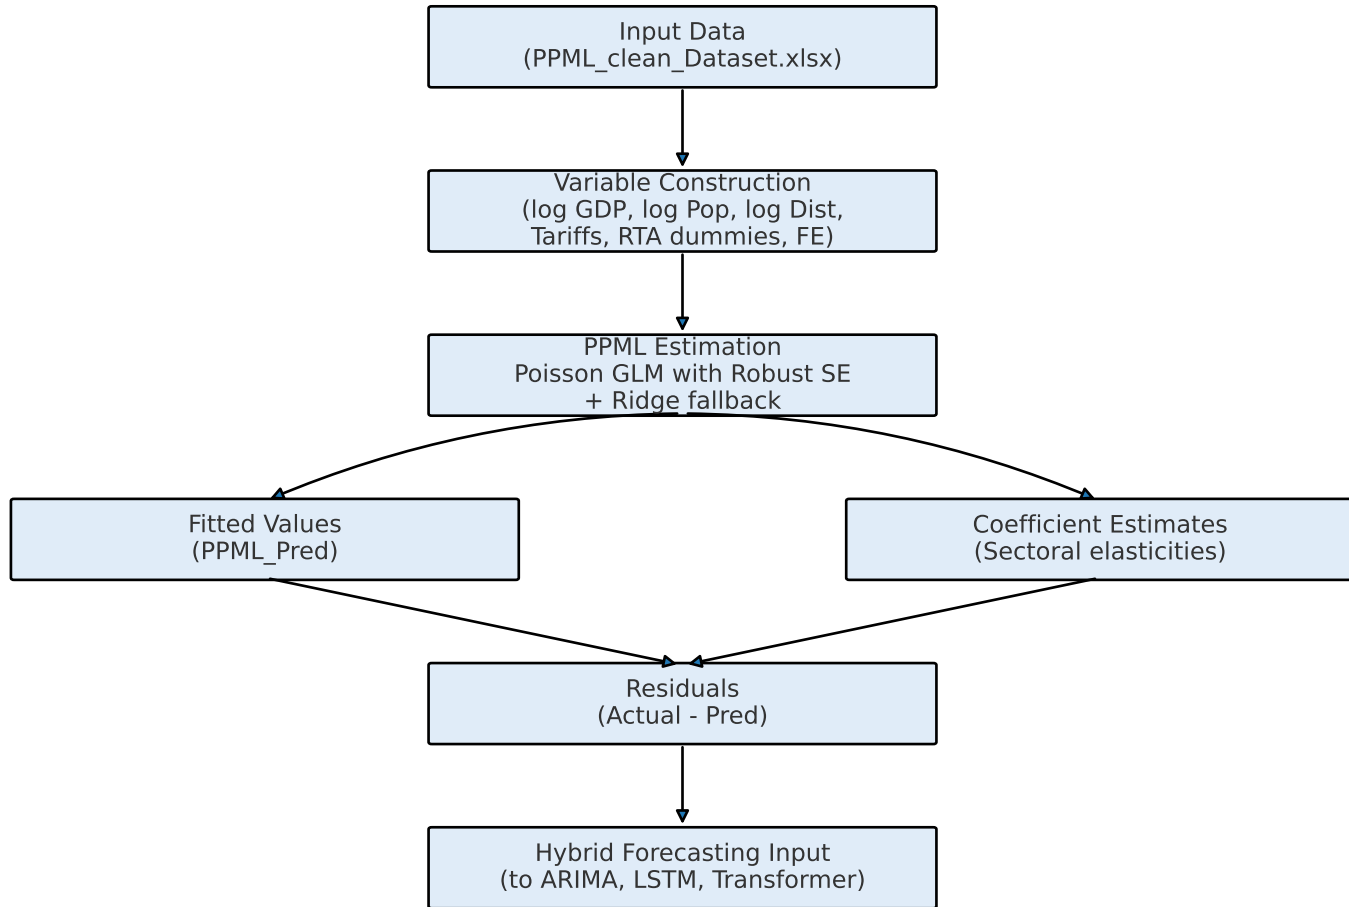 Input Data
(PPML_clean_Dataset.xlsx)
Variable Construction
(log GDP, log Pop, log Dist,
Tariffs, RTA dummies, FE)
PPML Estimation
Poisson GLM with Robust SE
+ Ridge fallback
Fitted Values
(PPML_Pred)
Coefficient Estimates
(Sectoral elasticities)
Residuals
(Actual - Pred)
Hybrid Forecasting Input
(to ARIMA, LSTM, Transformer)